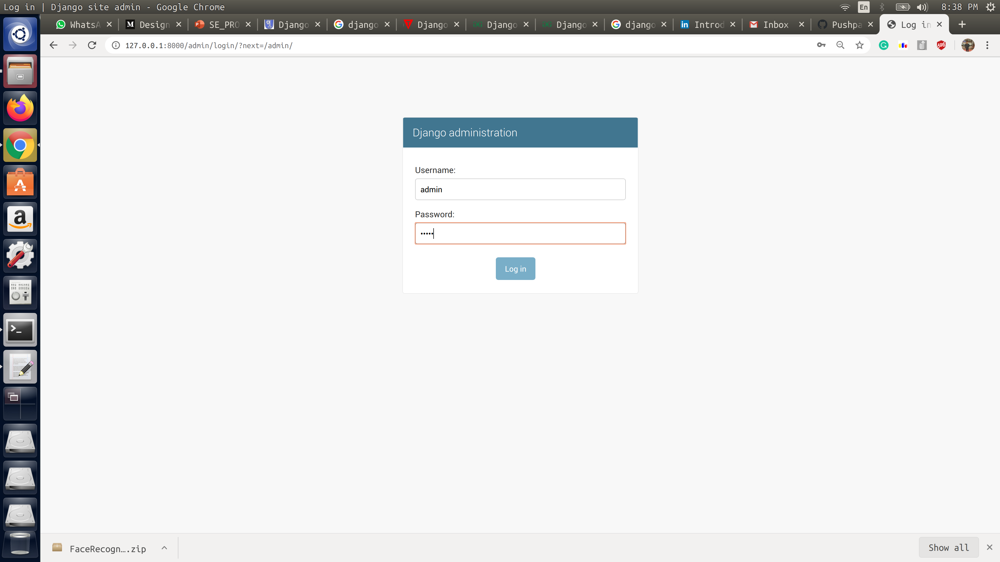 Log in | Django site admin - Google Chrome
En
8:38 PM
WhatsA
Design
SE_PRO
Django
django
Django
Django
Django
django
Introd
Inbox
Pushpa
Log in
127.0.0.1:8000/admin/login/?next=/admin/
ABP
Django administration
Username:
admin
Password:
•••••
Log in
FaceRecogn….zip
Show all